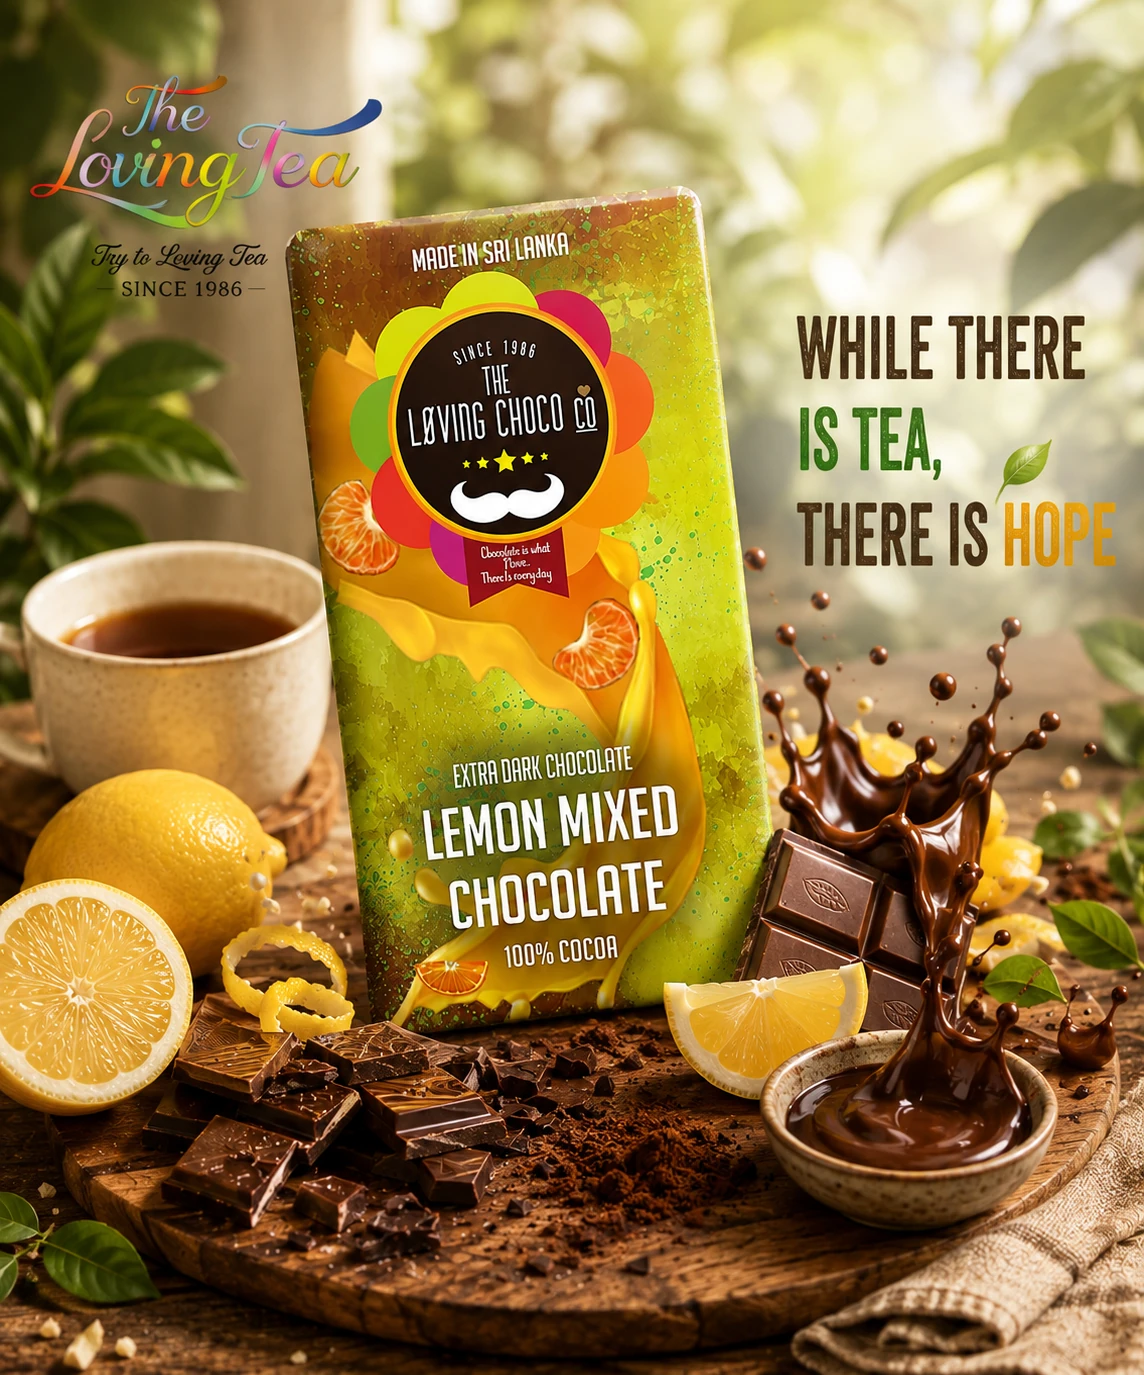 The
Loving Tea
Try to Loving Tea
SINCE 1986
MADE IN SRI LANKA
SINCE 1986
THE
LØVING CHOCO CO
Chocolate is what
There Is everyday
EXTRA DARK CHOCOLATE
LEMON MIXED
CHOCOLATE
100% COCOA
WHILE THERE
IS TEA,
THERE IS HOPE